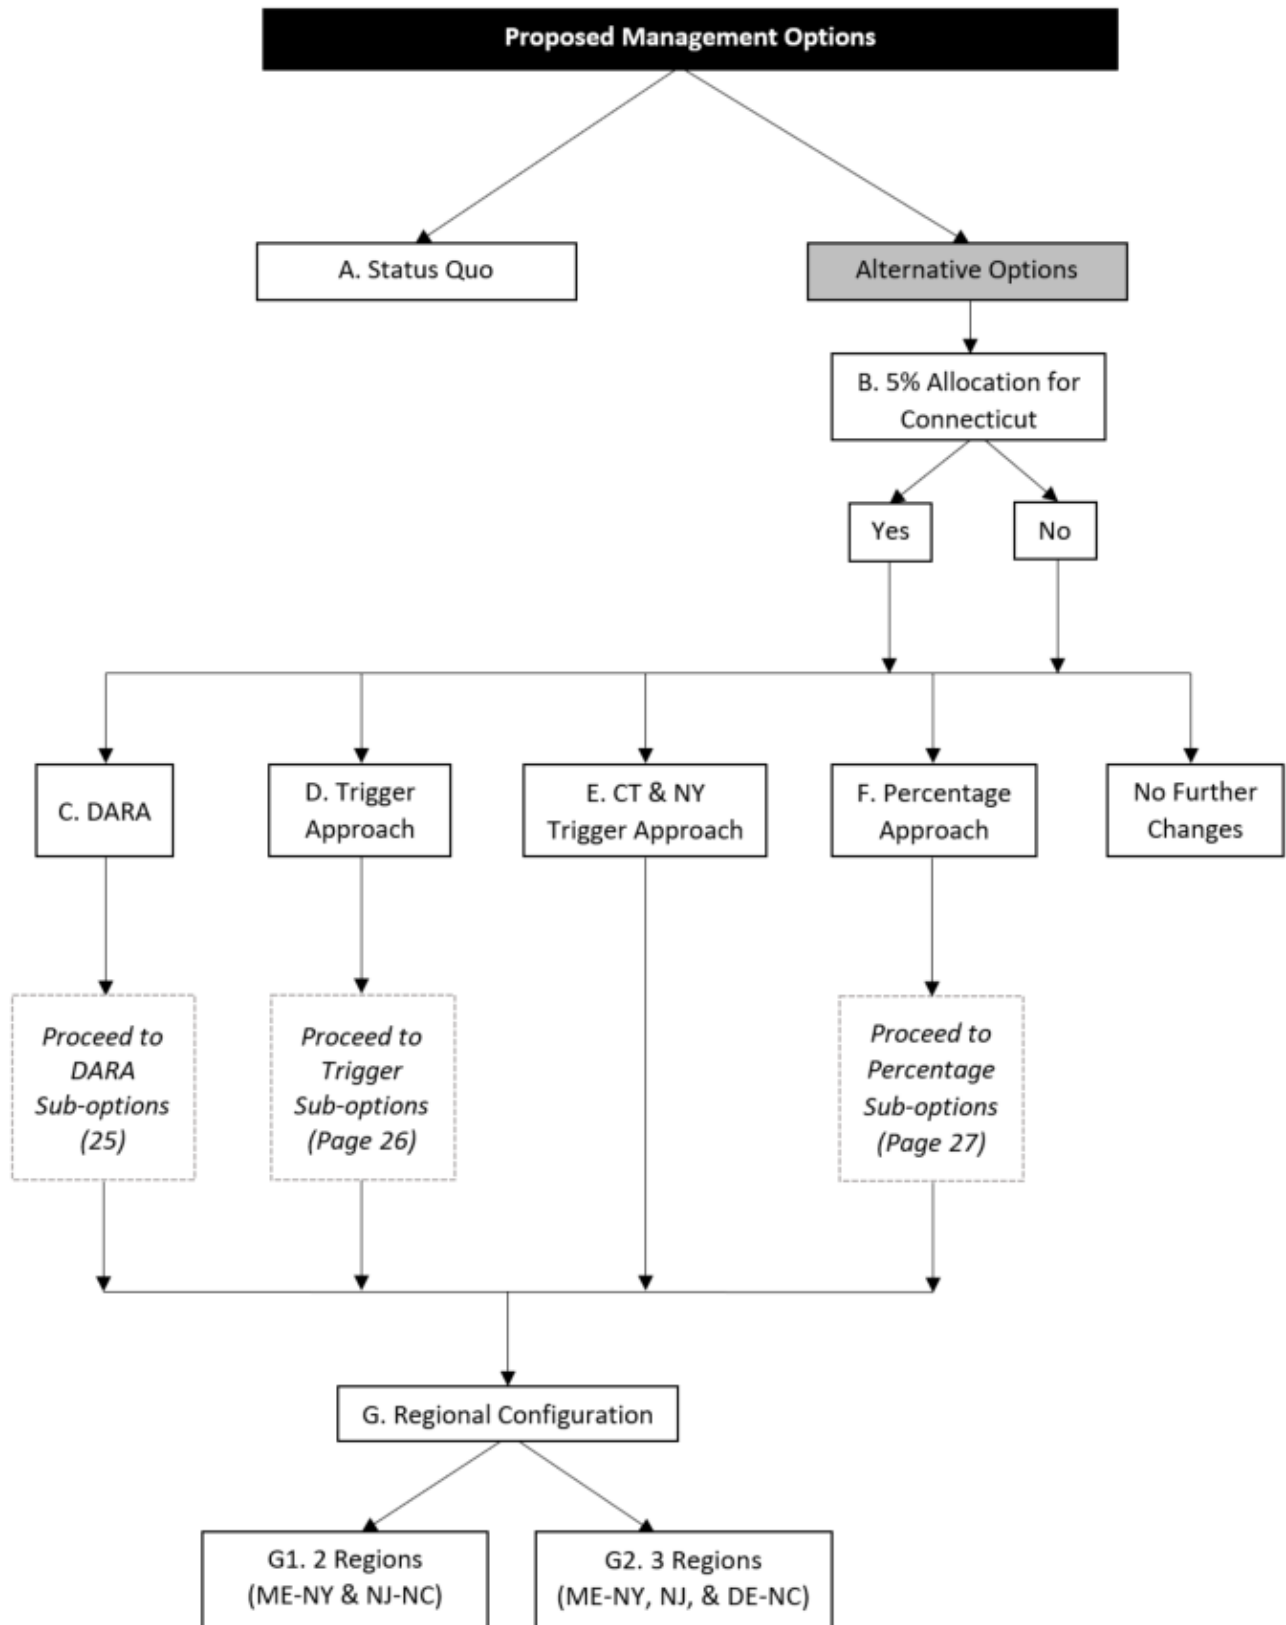 Proposed Management Options
A. Status Quo
Alternative Options
B. 5% Allocation for
Connecticut
Yes
No
C. DARA
D. Trigger
Approach
E. CT & NY
Trigger Approach
F. Percentage
Approach
No Further
Changes
Proceed to
DARA
Sub-options
(25)
Proceed to
Trigger
Sub-options
(Page 26)
Proceed to
Percentage
Sub-options
(Page 27)
G. Regional Configuration
G1. 2 Regions
(ME-NY & NJ-NC)
G2. 3 Regions
(ME-NY, NJ, & DE-NC)